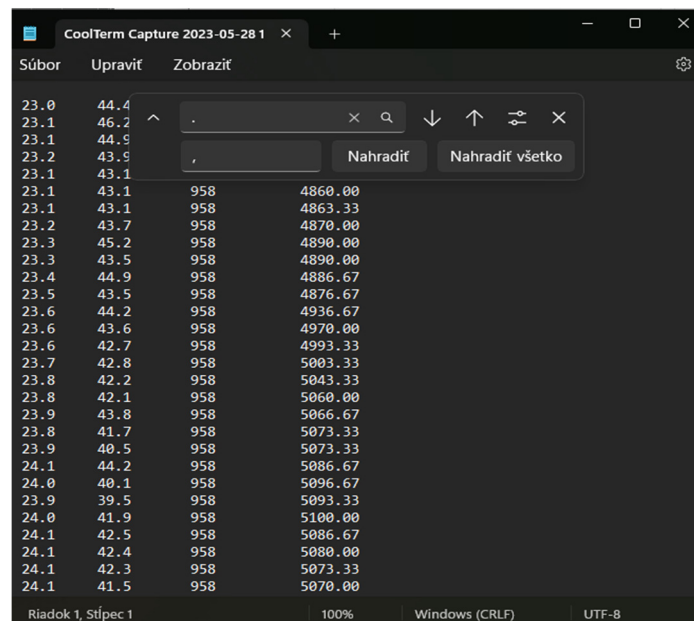 CoolTerm Capture 2023-05-28 1
Súbor Upraviť Zobraziť
.
, Nahradiť Nahradiť všetko
23.0 44.4
23.1 46.2
23.1 44.9
23.2 43.9
23.1 43.1
23.1 43.1 958 4860.00
23.1 43.1 958 4863.33
23.2 43.7 958 4870.00
23.3 45.2 958 4890.00
23.3 43.5 958 4890.00
23.4 44.9 958 4886.67
23.5 43.5 958 4876.67
23.6 44.2 958 4936.67
23.6 43.6 958 4970.00
23.6 42.7 958 4993.33
23.7 42.8 958 5003.33
23.8 42.2 958 5043.33
23.8 42.1 958 5060.00
23.9 43.8 958 5066.67
23.8 41.7 958 5073.33
23.9 40.5 958 5073.33
24.1 44.2 958 5086.67
24.0 40.1 958 5096.67
23.9 39.5 958 5093.33
24.0 41.9 958 5100.00
24.1 42.5 958 5086.67
24.1 42.4 958 5080.00
24.1 42.3 958 5073.33
24.1 41.5 958 5070.00
Riadok 1, Stĺpec 1 100% Windows (CRLF) UTF-8